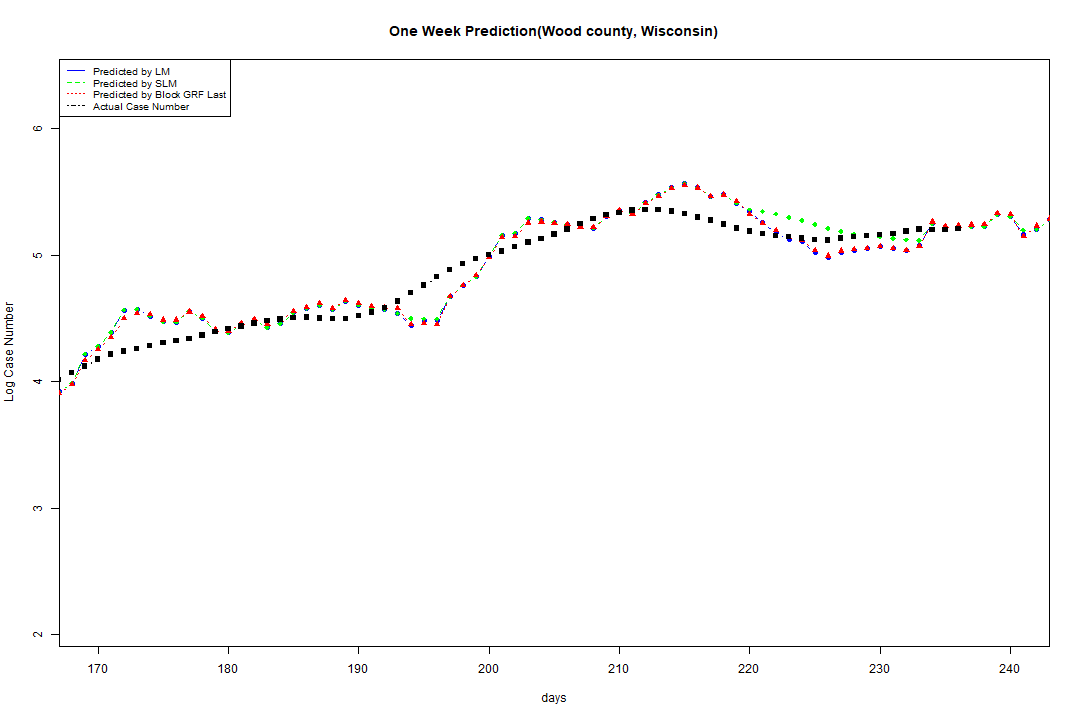 One Week Prediction(Wood county, Wisconsin)
Predicted by LM
Predicted by SLM
Predicted by Block GRF Last
Actual Case Number
6
5
4
3
2
Log Case Number
170 180 190 200 210 220 230 240
days